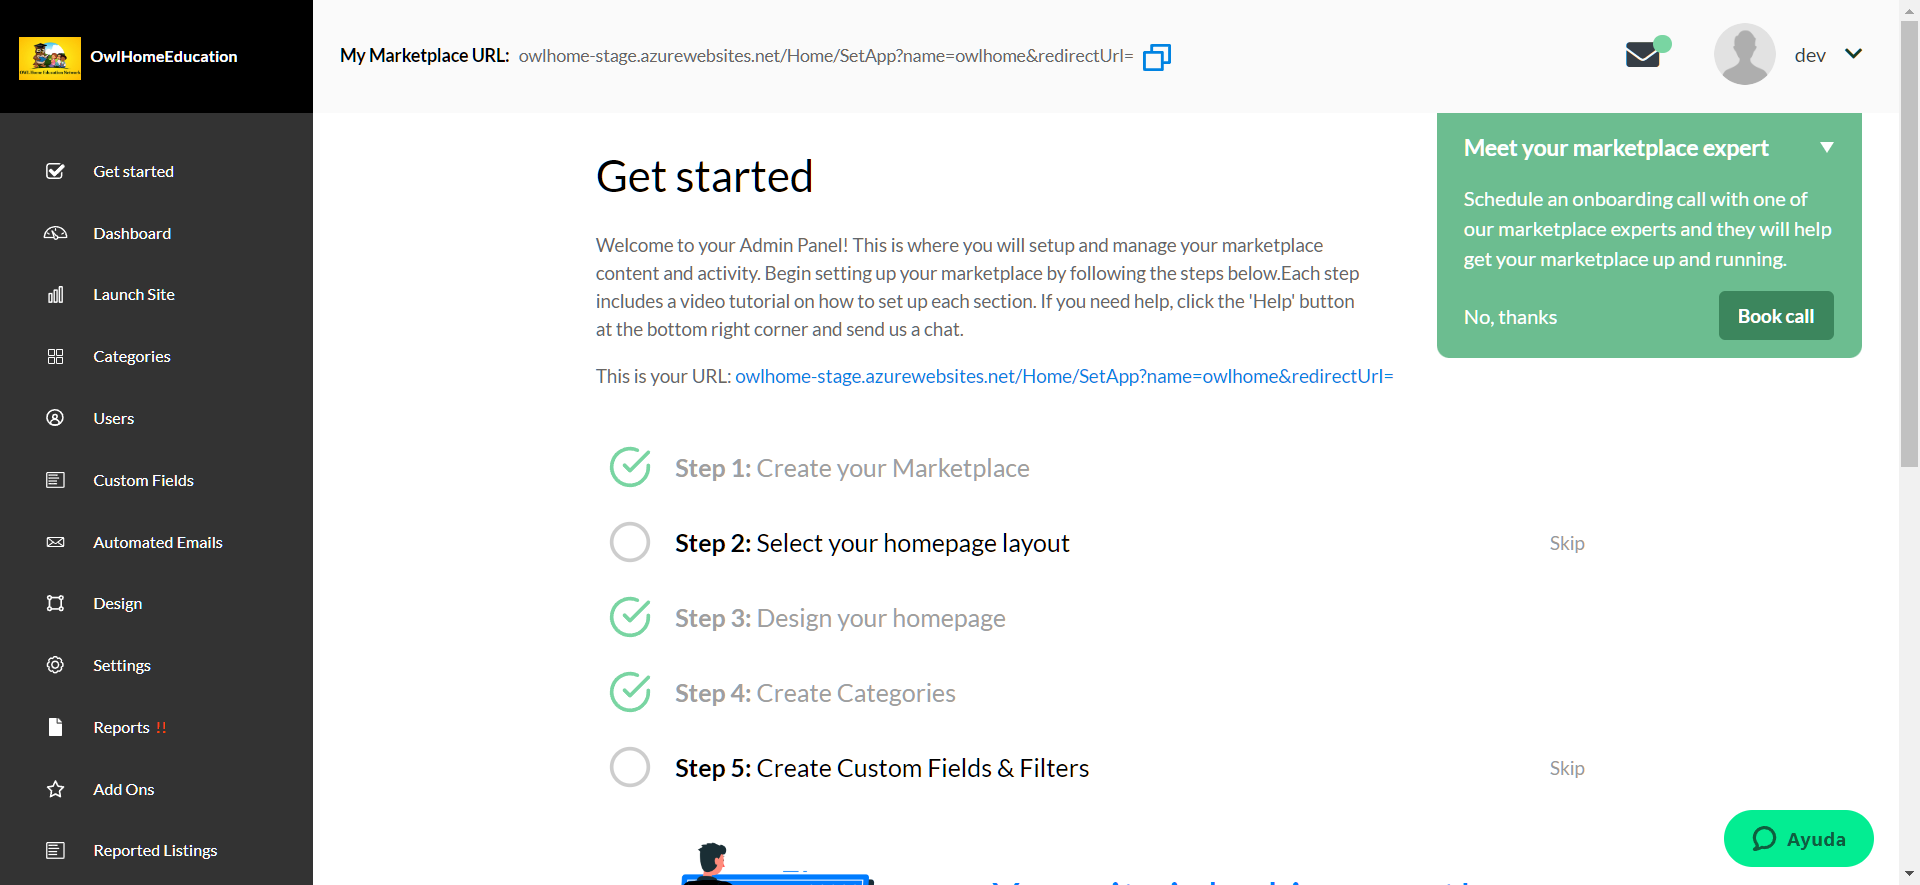 OwlHomeEducation
My Marketplace URL: owlhome-stage.azurewebsites.net/Home/SetApp?name=owlhome&redirectUrl=
dev
Get started
Dashboard
Launch Site
Categories
Users
Custom Fields
Automated Emails
Design
Settings
Reports !!
Add Ons
Reported Listings
Get started
Welcome to your Admin Panel! This is where you will setup and manage your marketplace
content and activity. Begin setting up your marketplace by following the steps below.Each step
includes a video tutorial on how to set up each section. If you need help, click the 'Help' button
at the bottom right corner and send us a chat.
This is your URL: owlhome-stage.azurewebsites.net/Home/SetApp?name=owlhome&redirectUrl=
Step 1: Create your Marketplace
Step 2: Select your homepage layout
Skip
Step 3: Design your homepage
Step 4: Create Categories
Step 5: Create Custom Fields & Filters
Skip
Meet your marketplace expert
Schedule an onboarding call with one of
our marketplace experts and they will help
get your marketplace up and running.
No, thanks
Book call
Ayuda